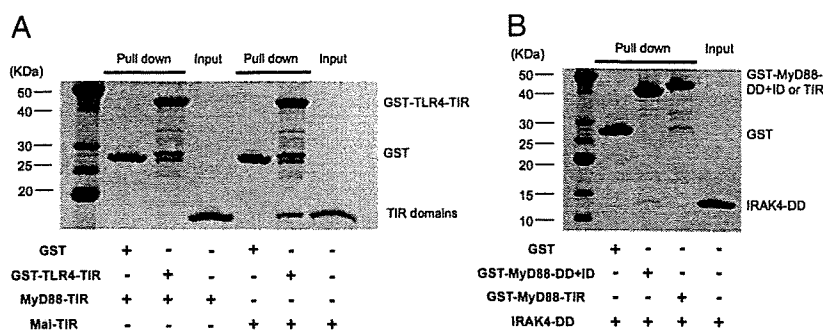 A
Pull down Input Pull down Input
(KDa)
50
40
30
25
20
GST-TLR4-TIR
GST
TIR domains
GST + - - + - -
GST-TLR4-TIR - + - - + -
MyD88-TIR + + + - - -
Mal-TIR - - - + + +
B
Pull down Input
(KDa)
50
40
30
25
20
15
10
GST-MyD88-
DD+ID or TIR
GST
IRAK4-DD
GST + - - -
GST-MyD88-DD+ID - + - -
GST-MyD88-TIR - - + -
IRAK4-DD + + + +